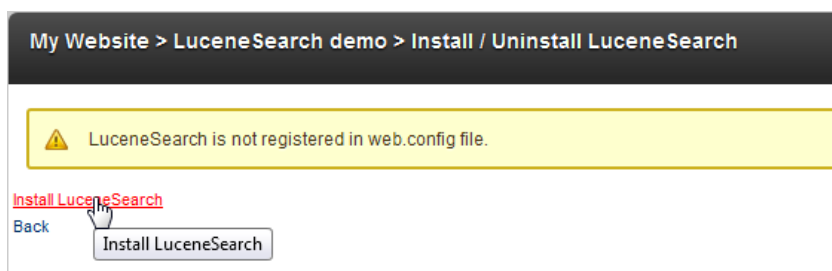 My Website > LuceneSearch demo > Install / Uninstall LuceneSearch
LuceneSearch is not registered in web.config file.
Install LuceneSearch
Back
Install LuceneSearch